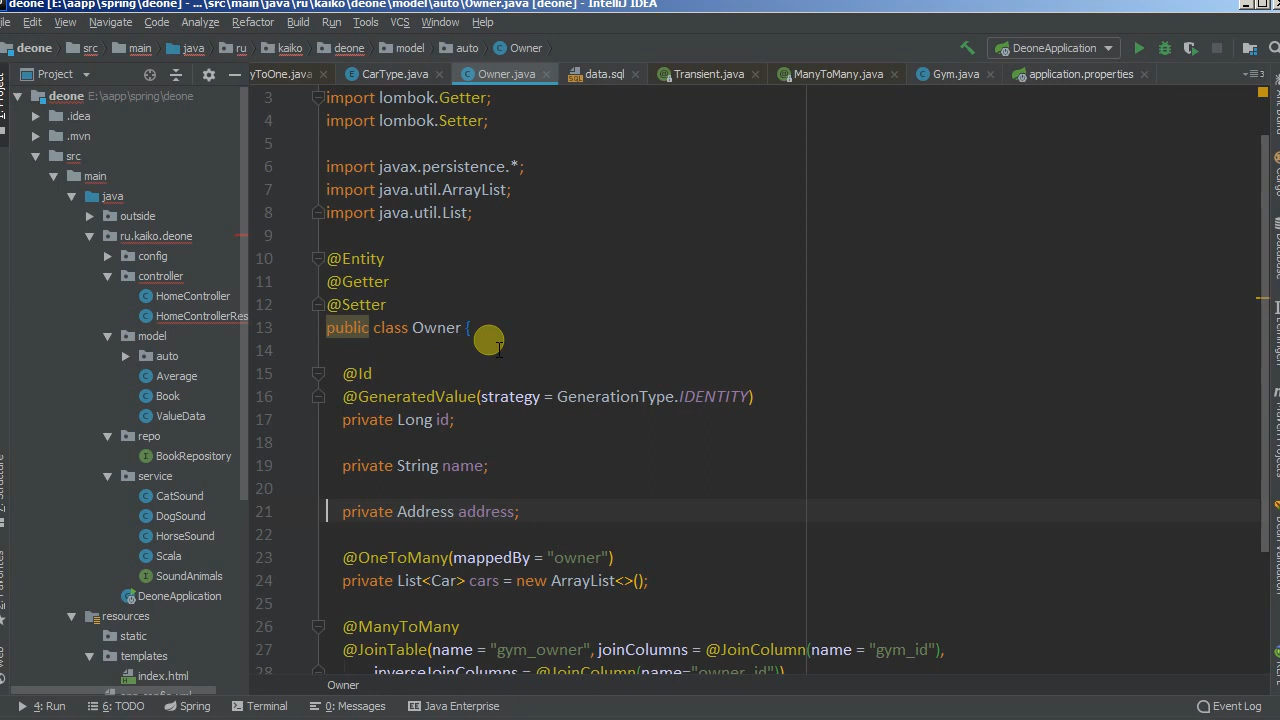 deone [E:\aapp\spring\deone] - ...\src\main\java\ru\kaiko\deone\model\auto\Owner.java [deone] - IntelliJ IDEA
Edit View Navigate Code Analyze Refactor Build Run Tools VCS Window Help
deone src main java ru kaiko deone model auto Owner DeoneApplication
Project yToOne.java CarType.java Owner.java data.sql Transient.java ManyToMany.java Gym.java application.properties
deone E:\aapp\spring\deone
.idea
.mvn
src
main
java
outside
ru.kaiko.deone
config
controller
HomeController
HomeControllerRes
model
auto
Average
Book
ValueData
repo
BookRepository
service
CatSound
DogSound
HorseSound
Scala
SoundAnimals
DeoneApplication
resources
static
templates
index.html
3 import lombok.Getter;
4 import lombok.Setter;
5
6 import javax.persistence.*;
7 import java.util.ArrayList;
8 import java.util.List;
9
10 @Entity
11 @Getter
12 @Setter
13 public class Owner {
14
15 @Id
16 @GeneratedValue(strategy = GenerationType.IDENTITY)
17 private Long id;
18
19 private String name;
20
21 private Address address;
22
23 @OneToMany(mappedBy = "owner")
24 private List<Car> cars = new ArrayList<>();
25
26 @ManyToMany
27 @JoinTable(name = "gym_owner", joinColumns = @JoinColumn(name = "gym_id"),
28 inverseJoinColumns = @JoinColumn(name="owner_id"))
Owner
4: Run 6: TODO Spring Terminal 0: Messages Java Enterprise Event Log